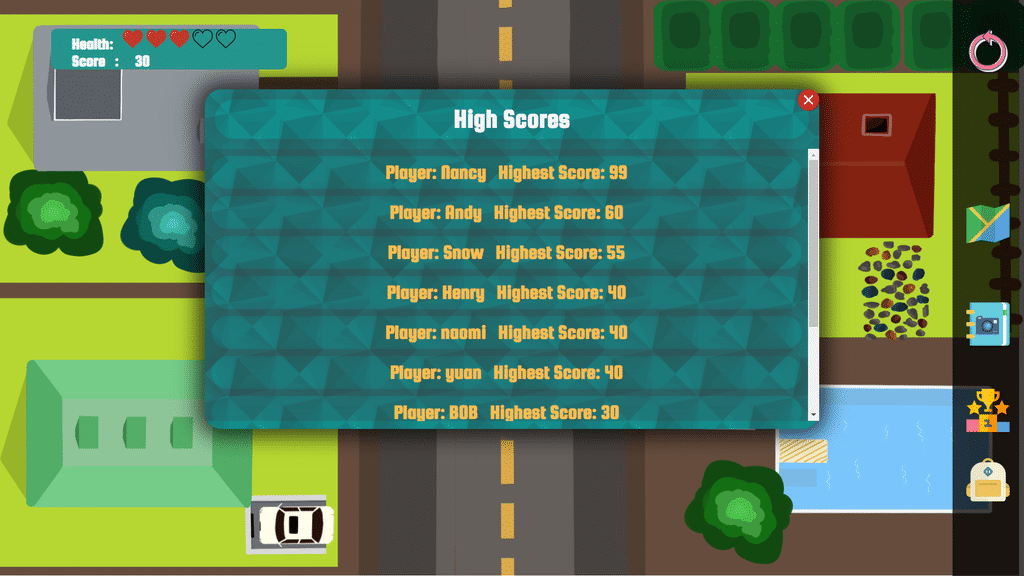 Health:
Score : 30
High Scores
Player: Nancy Highest Score: 99
Player: Andy Highest Score: 60
Player: Snow Highest Score: 55
Player: Henry Highest Score: 40
Player: naomi Highest Score: 40
Player: yuan Highest Score: 40
Player: BOB Highest Score: 30
1